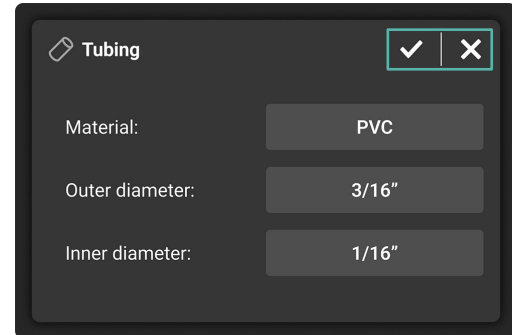 Tubing
Material: PVC
Outer diameter: 3/16”
Inner diameter: 1/16”